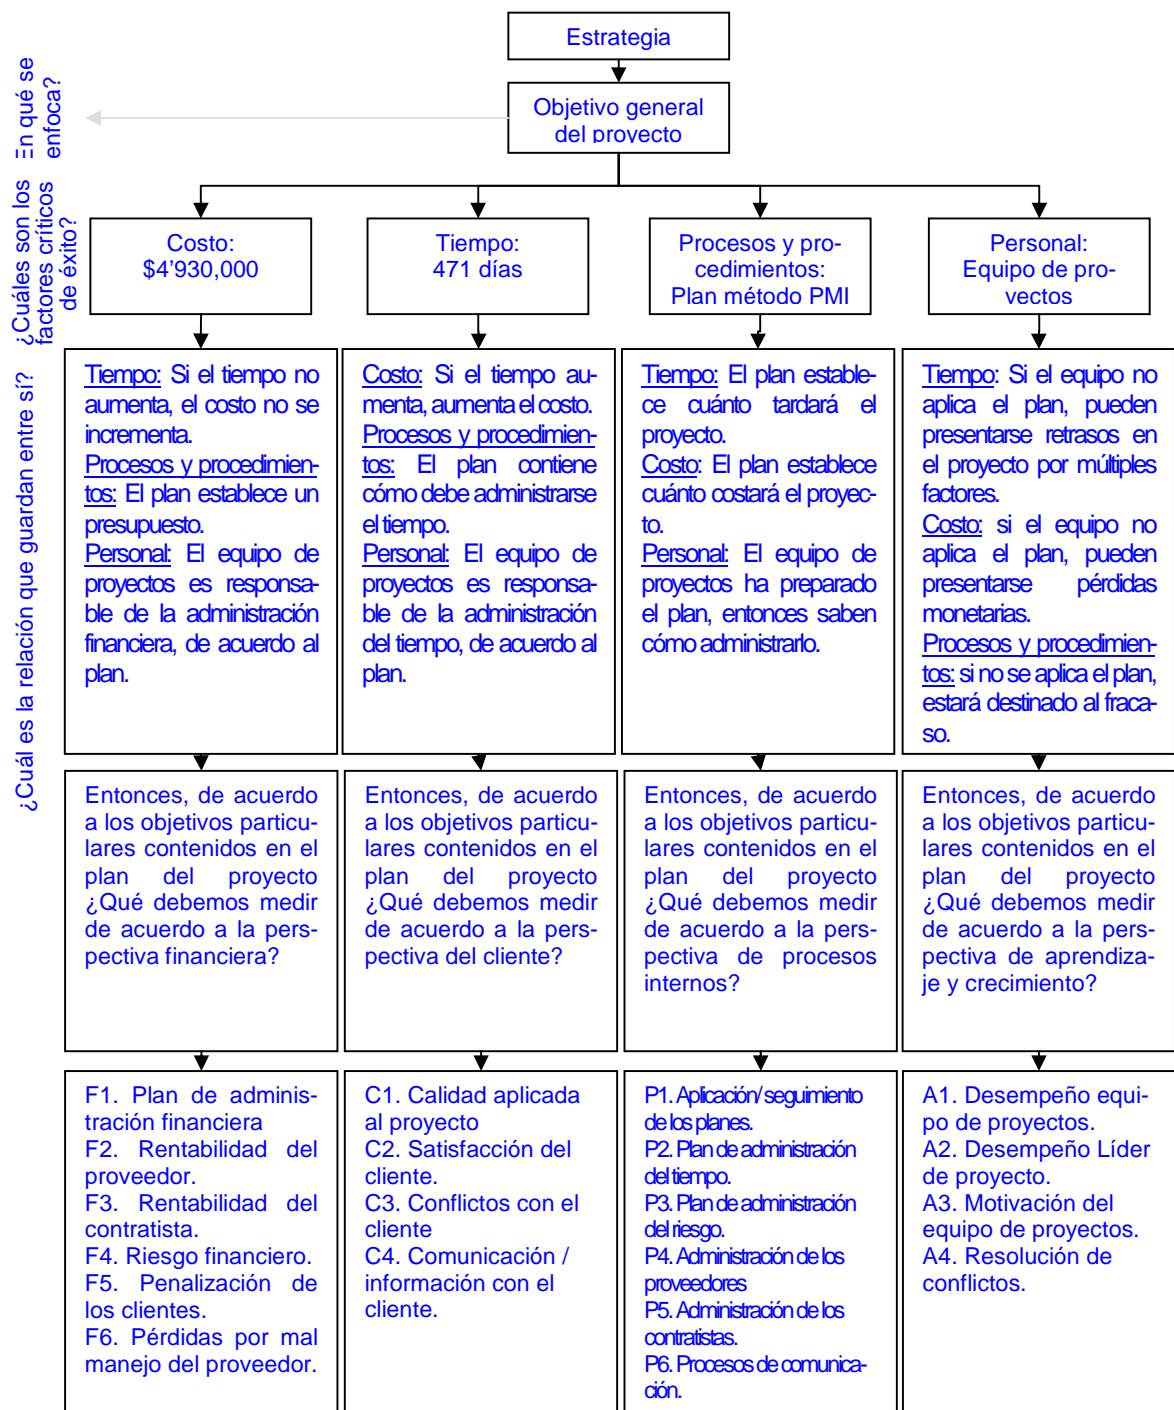 Estrategia
En qué se
enfoca?
Objetivo general
del proyecto
¿Cuáles son los
factores críticos
de éxito?
Costo:
$4'930,000
Tiempo:
471 días
Procesos y pro-
cedimientos:
Plan método PMI
Personal:
Equipo de pro-
yectos
¿Cuál es la relación que guardan entre sí?
Tiempo: Si el tiempo no
aumenta, el costo no se
incrementa.
Procesos y procedimien-
tos: El plan establece un
presupuesto.
Personal: El equipo de
proyectos es responsa-
ble de la administración
financiera, de acuerdo al
plan.
Costo: Si el tiempo au-
menta, aumenta el costo.
Procesos y procedimien-
tos: El plan contiene
cómo debe administrarse
el tiempo.
Personal: El equipo de
proyectos es responsa-
ble de la administración
del tiempo, de acuerdo al
plan.
Tiempo: El plan estable-
ce cuánto tardará el
proyecto.
Costo: El plan establece
cuánto costará el proyec-
to.
Personal: El equipo de
proyectos ha preparado
el plan, entonces saben
cómo administrarlo.
Tiempo: Si el equipo no
aplica el plan, pueden
presentarse retrasos en
el proyecto por múltiples
factores.
Costo: si el equipo no
aplica el plan, pueden
presentarse pérdidas
monetarias.
Procesos y procedimien-
tos: si no se aplica el plan,
estará destinado al fraca-
so.
Entonces, de acuerdo
a los objetivos particu-
lares contenidos en el
plan del proyecto
¿Qué debemos medir
de acuerdo a la pers-
pectiva financiera?
Entonces, de acuerdo
a los objetivos particu-
lares contenidos en el
plan del proyecto
¿Qué debemos medir
de acuerdo a la pers-
pectiva del cliente?
Entonces, de acuerdo
a los objetivos particu-
lares contenidos en el
plan del proyecto
¿Qué debemos medir
de acuerdo a la pers-
pectiva de procesos
internos?
Entonces, de acuerdo
a los objetivos particu-
lares contenidos en el
plan del proyecto
¿Qué debemos medir
de acuerdo a la pers-
pectiva de aprendiza-
je y crecimiento?
F1. Plan de adminis-
tración financiera
F2. Rentabilidad del
proveedor.
F3. Rentabilidad del
contratista.
F4. Riesgo financiero.
F5. Penalización de
los clientes.
F6. Pérdidas por mal
manejo del proveedor.
C1. Calidad aplicada
al proyecto
C2. Satisfacción del
cliente.
C3. Conflictos con el
cliente
C4. Comunicación /
información con el
cliente.
P1. Aplicación/ seguimiento
de los planes.
P2. Plan de administración
del tiempo.
P3. Plan de administración
del riesgo.
P4. Administración de los
proveedores
P5. Administración de los
contratistas.
P6. Procesos de comunica-
ción.
A1. Desempeño equi-
po de proyectos.
A2. Desempeño Líder
de proyecto.
A3. Motivación del
equipo de proyectos.
A4. Resolución de
conflictos.